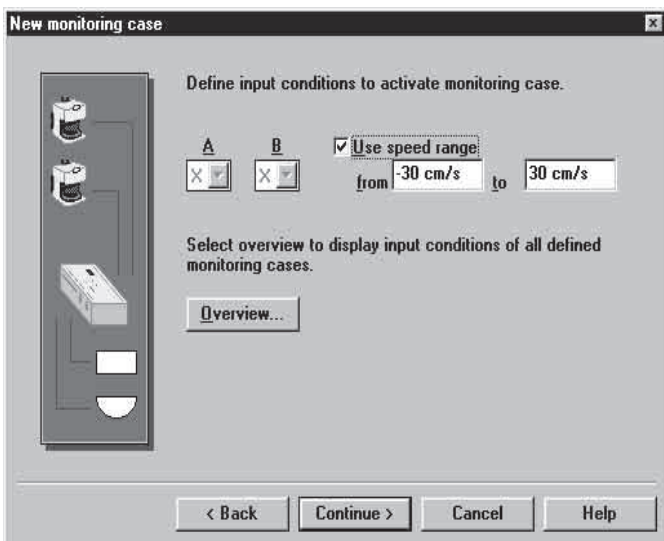 New monitoring case
Define input conditions to activate monitoring case.
A B Use speed range
X X from -30 cm/s to 30 cm/s
Select overview to display input conditions of all defined
monitoring cases.
Overview...
< Back Continue > Cancel Help